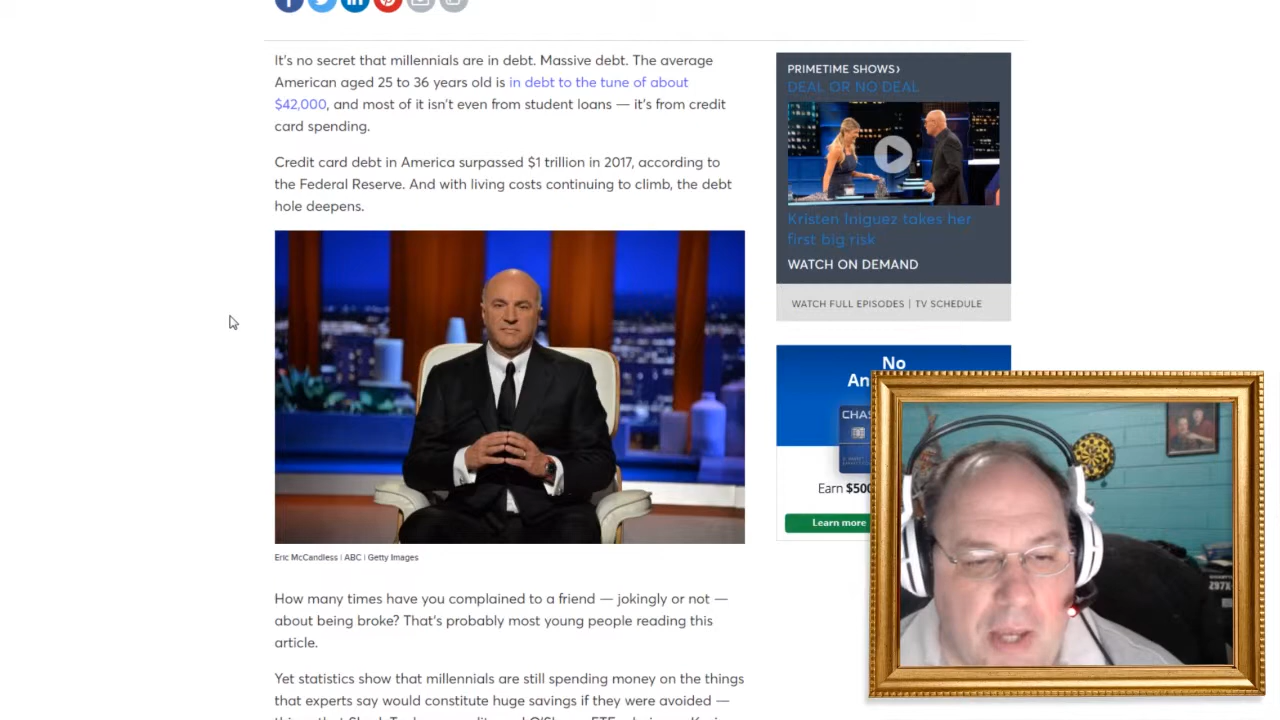 It's no secret that millennials are in debt. Massive debt. The average
American aged 25 to 36 years old is in debt to the tune of about
$42,000, and most of it isn't even from student loans — it's from credit
card spending.
Credit card debt in America surpassed $1 trillion in 2017, according to
the Federal Reserve. And with living costs continuing to climb, the debt
hole deepens.
Eric McCandless | ABC | Getty Images
How many times have you complained to a friend — jokingly or not —
about being broke? That's probably most young people reading this
article.
Yet statistics show that millennials are still spending money on the things
that experts say would constitute huge savings if they were avoided —
PRIMETIME SHOWS›
DEAL OR NO DEAL
Kristen Iniguez takes her
first big risk
WATCH ON DEMAND
WATCH FULL EPISODES | TV SCHEDULE
No
An
CHAS
Earn $500
Learn more
Z97X